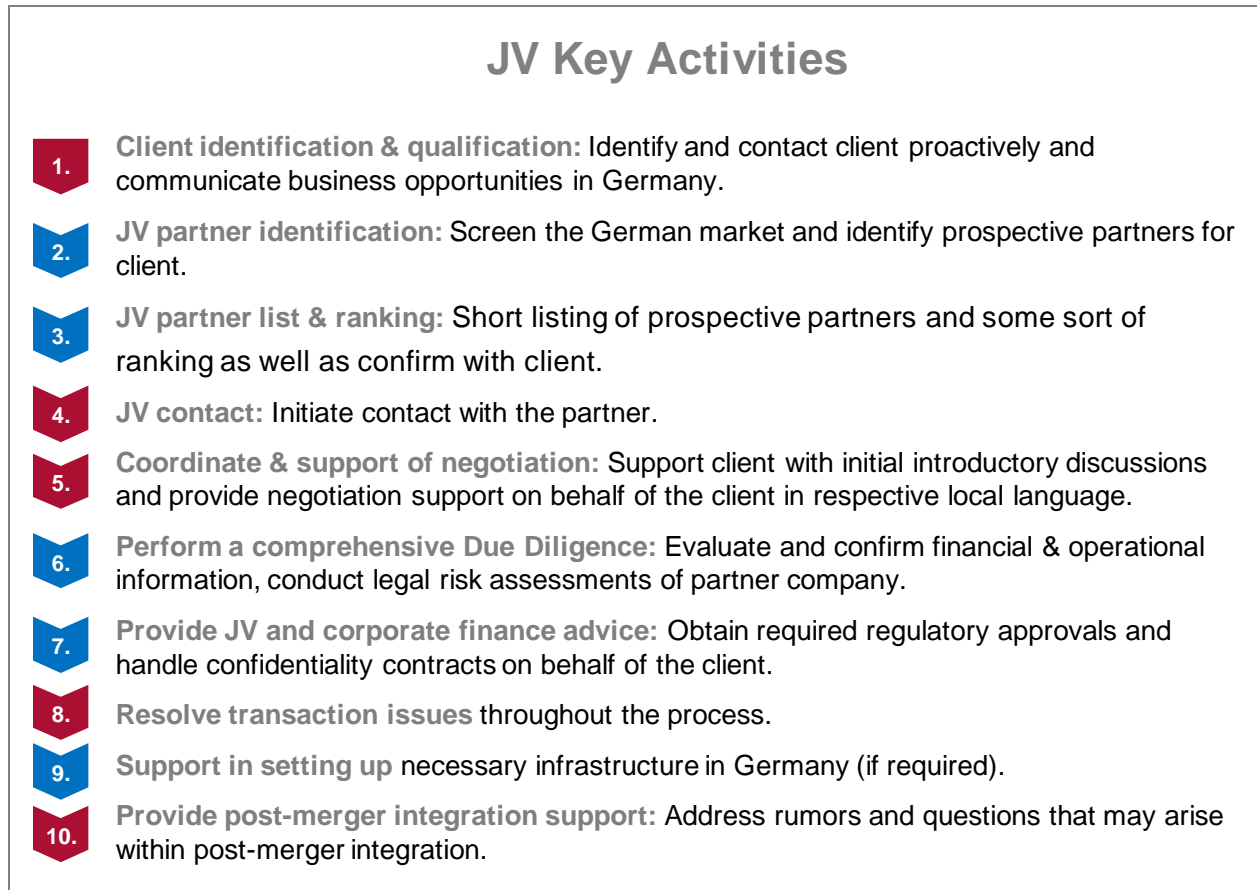 JV Key Activities
1. Client identification & qualification: Identify and contact client proactively and
communicate business opportunities in Germany.
2. JV partner identification: Screen the German market and identify prospective partners for
client.
3. JV partner list & ranking: Short listing of prospective partners and some sort of
ranking as well as confirm with client.
4. JV contact: Initiate contact with the partner.
5. Coordinate & support of negotiation: Support client with initial introductory discussions
and provide negotiation support on behalf of the client in respective local language.
6. Perform a comprehensive Due Diligence: Evaluate and confirm financial & operational
information, conduct legal risk assessments of partner company.
7. Provide JV and corporate finance advice: Obtain required regulatory approvals and
handle confidentiality contracts on behalf of the client.
8. Resolve transaction issues throughout the process.
9. Support in setting up necessary infrastructure in Germany (if required).
10. Provide post-merger integration support: Address rumors and questions that may arise
within post-merger integration.